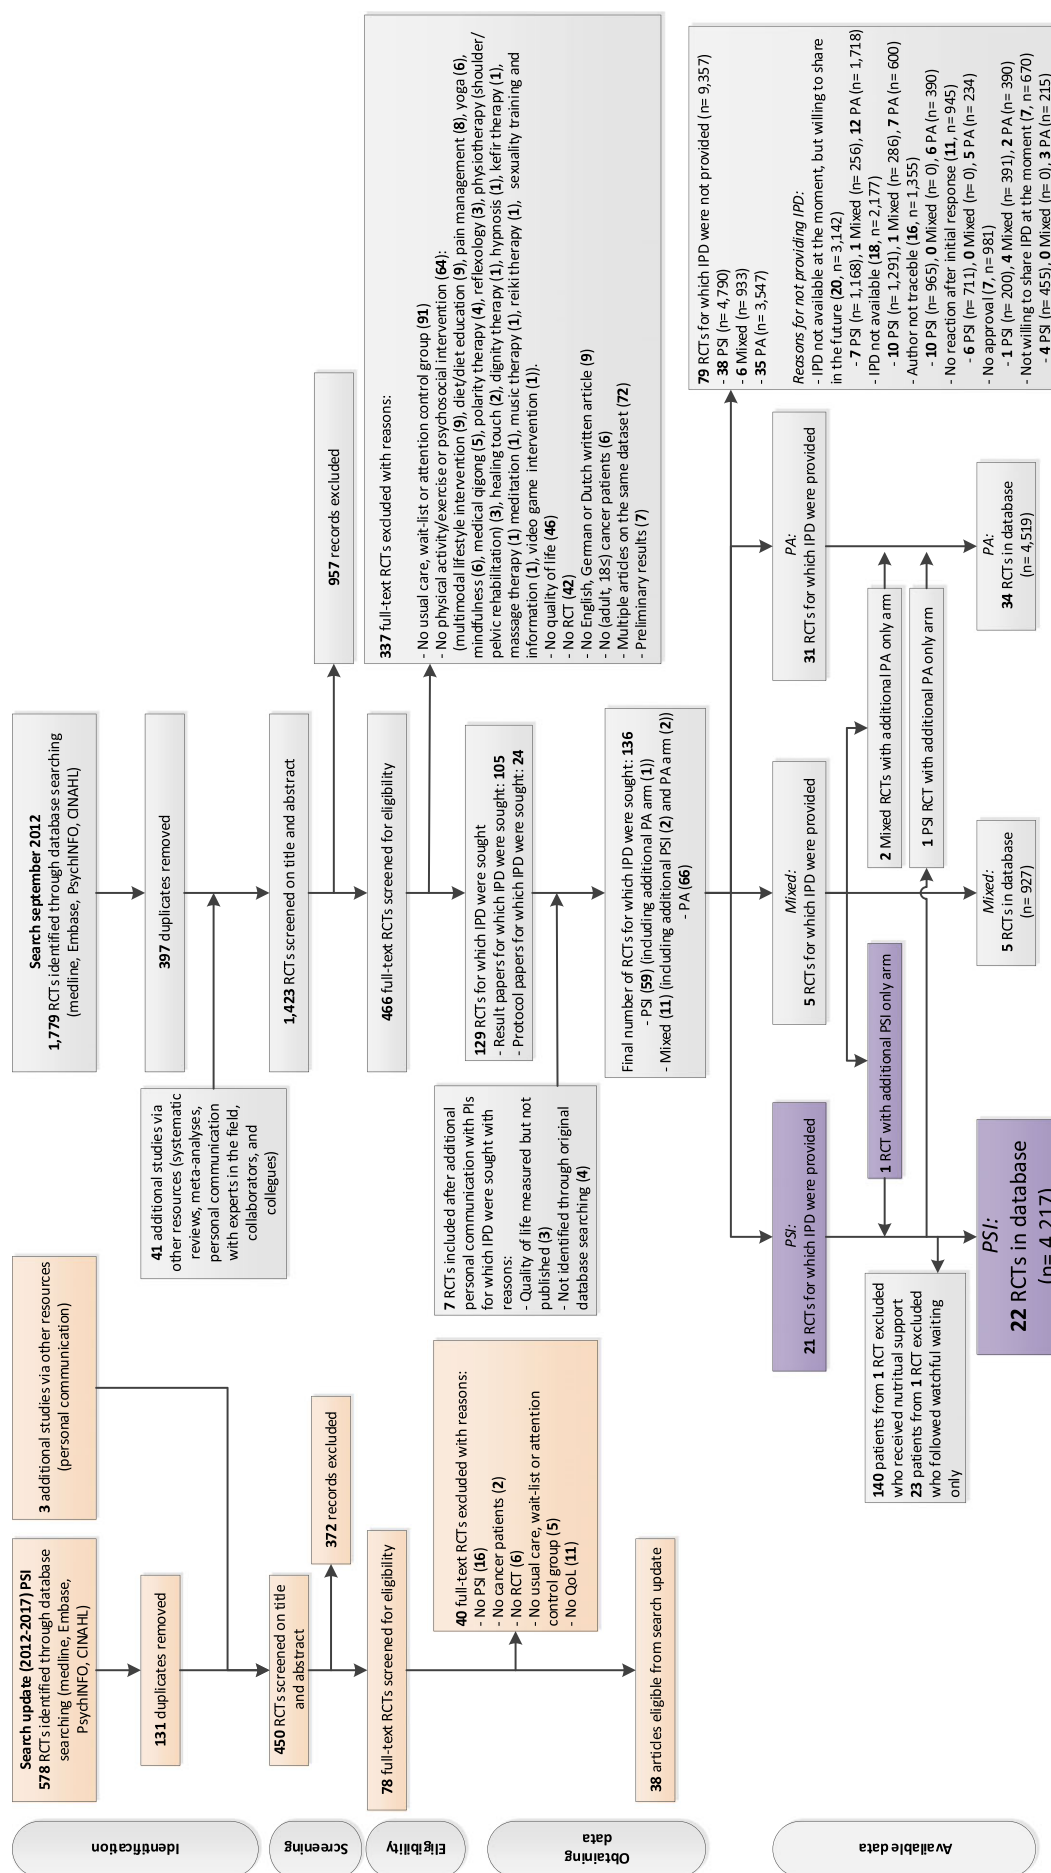 Identification
Screening
Eligibility
Obtaining
data
Available data
Search update (2012-2017) PSI
578 RCTs identified through database
searching (medline, Embase,
PsychINFO, CINAHL)
3 additional studies via other resources
(personal communication)
131 duplicates removed
450 RCTs screened on title
and abstract
372 records excluded
78 full-text RCTs screened for eligibility
40 full-text RCTs excluded with reasons:
- No PSI (16)
- No cancer patients (2)
- No RCT (6)
- No usual care, wait-list or attention
control group (5)
- No QoL (11)
38 articles eligible from search update
Search september 2012
1,779 RCTs identified through database searching
(medline, Embase, PsychINFO, CINAHL)
397 duplicates removed
41 additional studies via
other resources (systematic
reviews, meta-analyses,
personal communication
with experts in the field,
collaborators, and
collegues)
1,423 RCTs screened on title and abstract
957 records excluded
466 full-text RCTs screened for eligibility
337 full-text RCTs excluded with reasons:
- No usual care, wait-list or attention control group (91)
- No physical activity/exercise or psychosocial intervention (64):
(multimodal lifestyle intervention (9), diet/diet education (9), pain management (8), yoga (6),
mindfulness (6), medical qigong (5), polarity therapy (4), reflexology (3), physiotherapy (shoulder/
pelvic rehabilitation) (3), healing touch (2), dignity therapy (1), hypnosis (1), kefir therapy (1),
massage therapy (1) meditation (1), music therapy (1), reiki therapy (1), sexuality training and
information (1), video game intervention (1)).
- No quality of life (46)
- No RCT (42)
- No English, German or Dutch written article (9)
- No (adult, 18≤) cancer patients (6)
- Multiple articles on the same dataset (72)
- Preliminary results (7)
129 RCTs for which IPD were sought
- Result papers for which IPD were sought: 105
- Protocol papers for which IPD were sought: 24
7 RCTs included after additional
personal communication with PIs
for which IPD were sought with
reasons:
- Quality of life measured but not
published (3)
- Not identified through original
database searching (4)
Final number of RCTs for which IPD were sought: 136
- PSI (59) (including additional PA arm (1))
- Mixed (11) (including additional PSI (2) and PA arm (2))
- PA (66)
79 RCTs for which IPD were not provided (n= 9,357)
- 38 PSI (n= 4,790)
- 6 Mixed (n= 933)
- 35 PA (n= 3,547)
Reasons for not providing IPD:
- IPD not available at the moment, but willing to share
in the future (20, n= 3,142)
- 7 PSI (n= 1,168), 1 Mixed (n= 256), 12 PA (n= 1,718)
- IPD not available (18, n= 2,177)
- 10 PSI (n= 1,291), 1 Mixed (n= 286), 7 PA (n= 600)
- Author not traceble (16, n= 1,355)
- 10 PSI (n= 965), 0 Mixed (n= 0), 6 PA (n= 390)
- No reaction after initial response (11, n= 945)
- 6 PSI (n= 711), 0 Mixed (n= 0), 5 PA (n= 234)
- No approval (7, n= 981)
- 1 PSI (n= 200), 4 Mixed (n= 391), 2 PA (n= 390)
- Not willing to share IPD at the moment (7, n= 670)
- 4 PSI (n= 455), 0 Mixed (n= 0), 3 PA (n= 215)
PSI:
21 RCTs for which IPD were provided
Mixed:
5 RCTs for which IPD were provided
PA:
31 RCTs for which IPD were provided
140 patients from 1 RCT excluded
who received nutritual support
23 patients from 1 RCT excluded
who followed watchful waiting
only
1 RCT with additional PSI only arm
2 Mixed RCTs with additional PA only arm
1 PSI RCT with additional PA only arm
PSI:
22 RCTs in database
(n= 4,217)
Mixed:
5 RCTs in database
(n= 927)
PA:
34 RCTs in database
(n= 4,519)